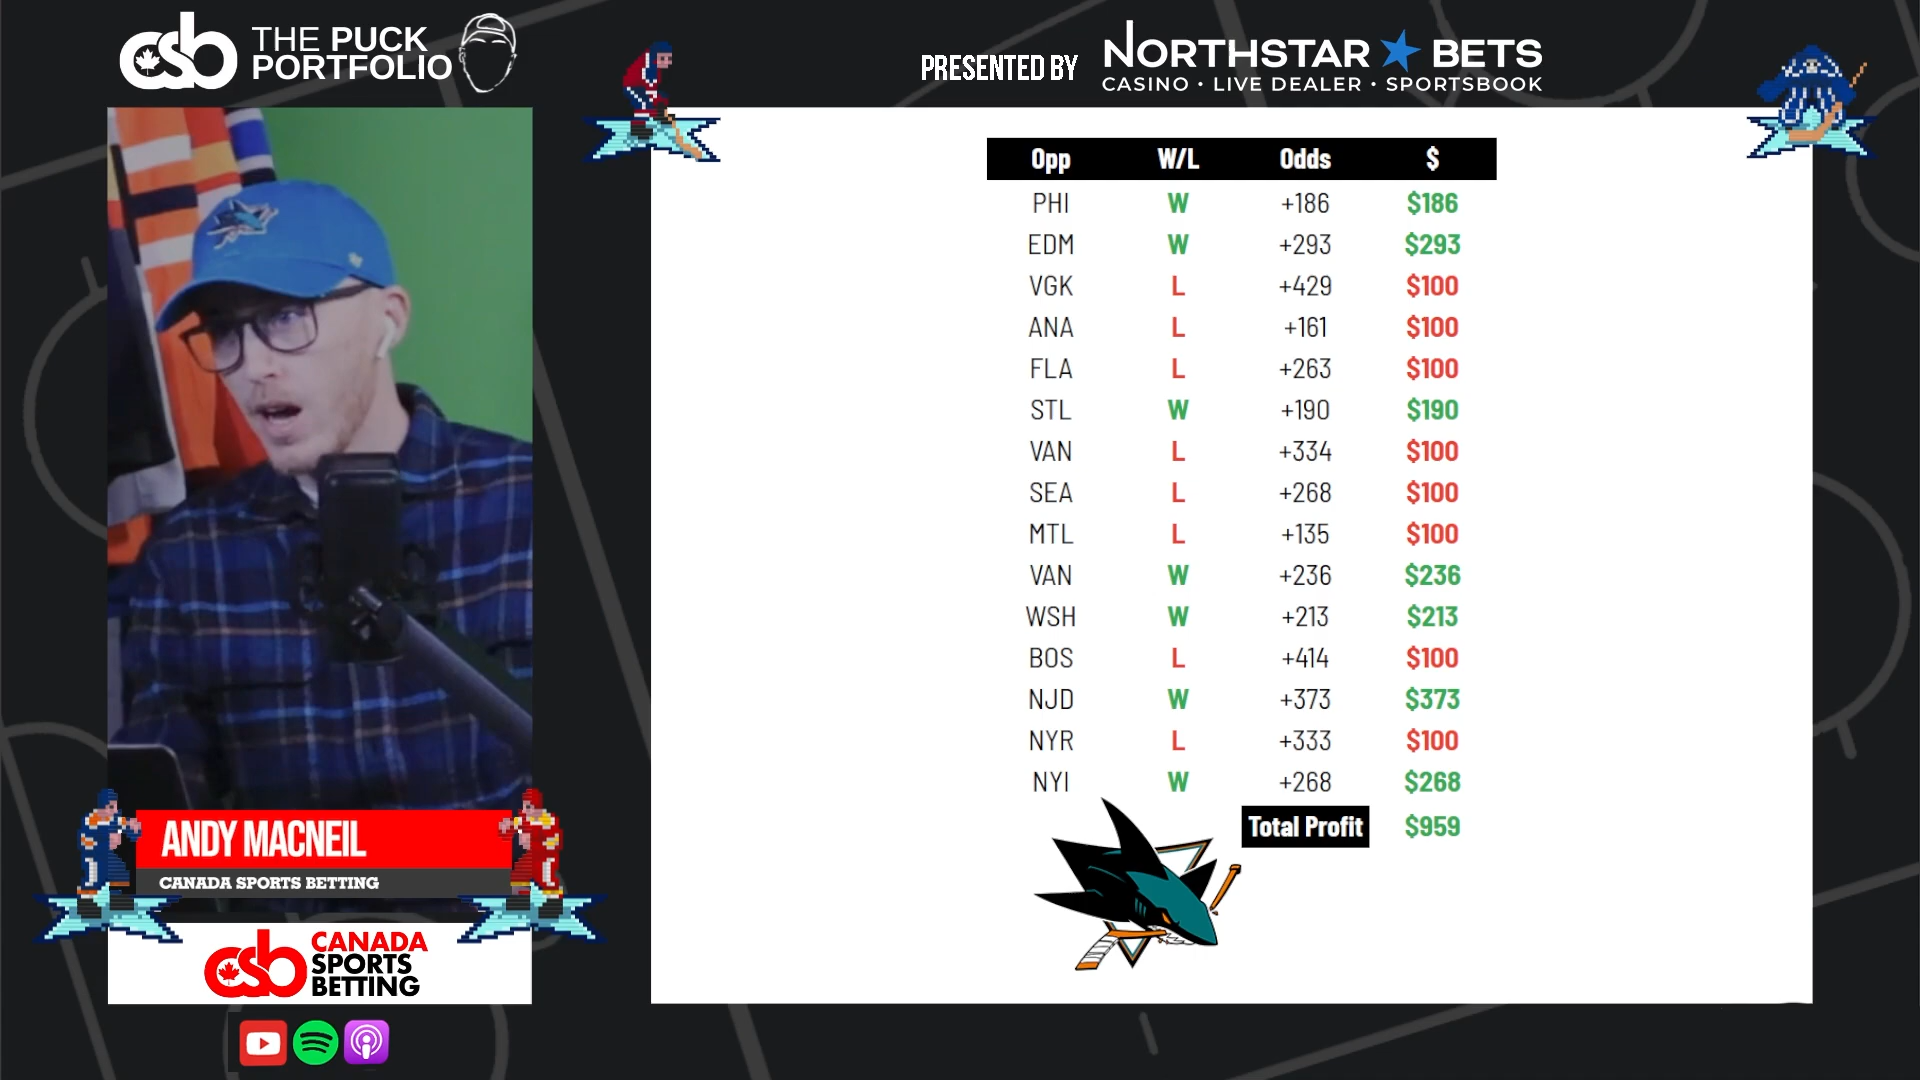 csb THE PUCK
PORTFOLIO
PRESENTED BY
NORTHSTAR BETS
CASINO • LIVE DEALER • SPORTSBOOK
Opp W/L Odds $
PHI W +186 $186
EDM W +293 $293
VGK L +429 $100
ANA L +161 $100
FLA L +263 $100
STL W +190 $190
VAN L +334 $100
SEA L +268 $100
MTL L +135 $100
VAN W +236 $236
WSH W +213 $213
BOS L +414 $100
NJD W +373 $373
NYR L +333 $100
NYI W +268 $268
Total Profit $959
ANDY MACNEIL
CANADA SPORTS BETTING
csb CANADA
SPORTS
BETTING